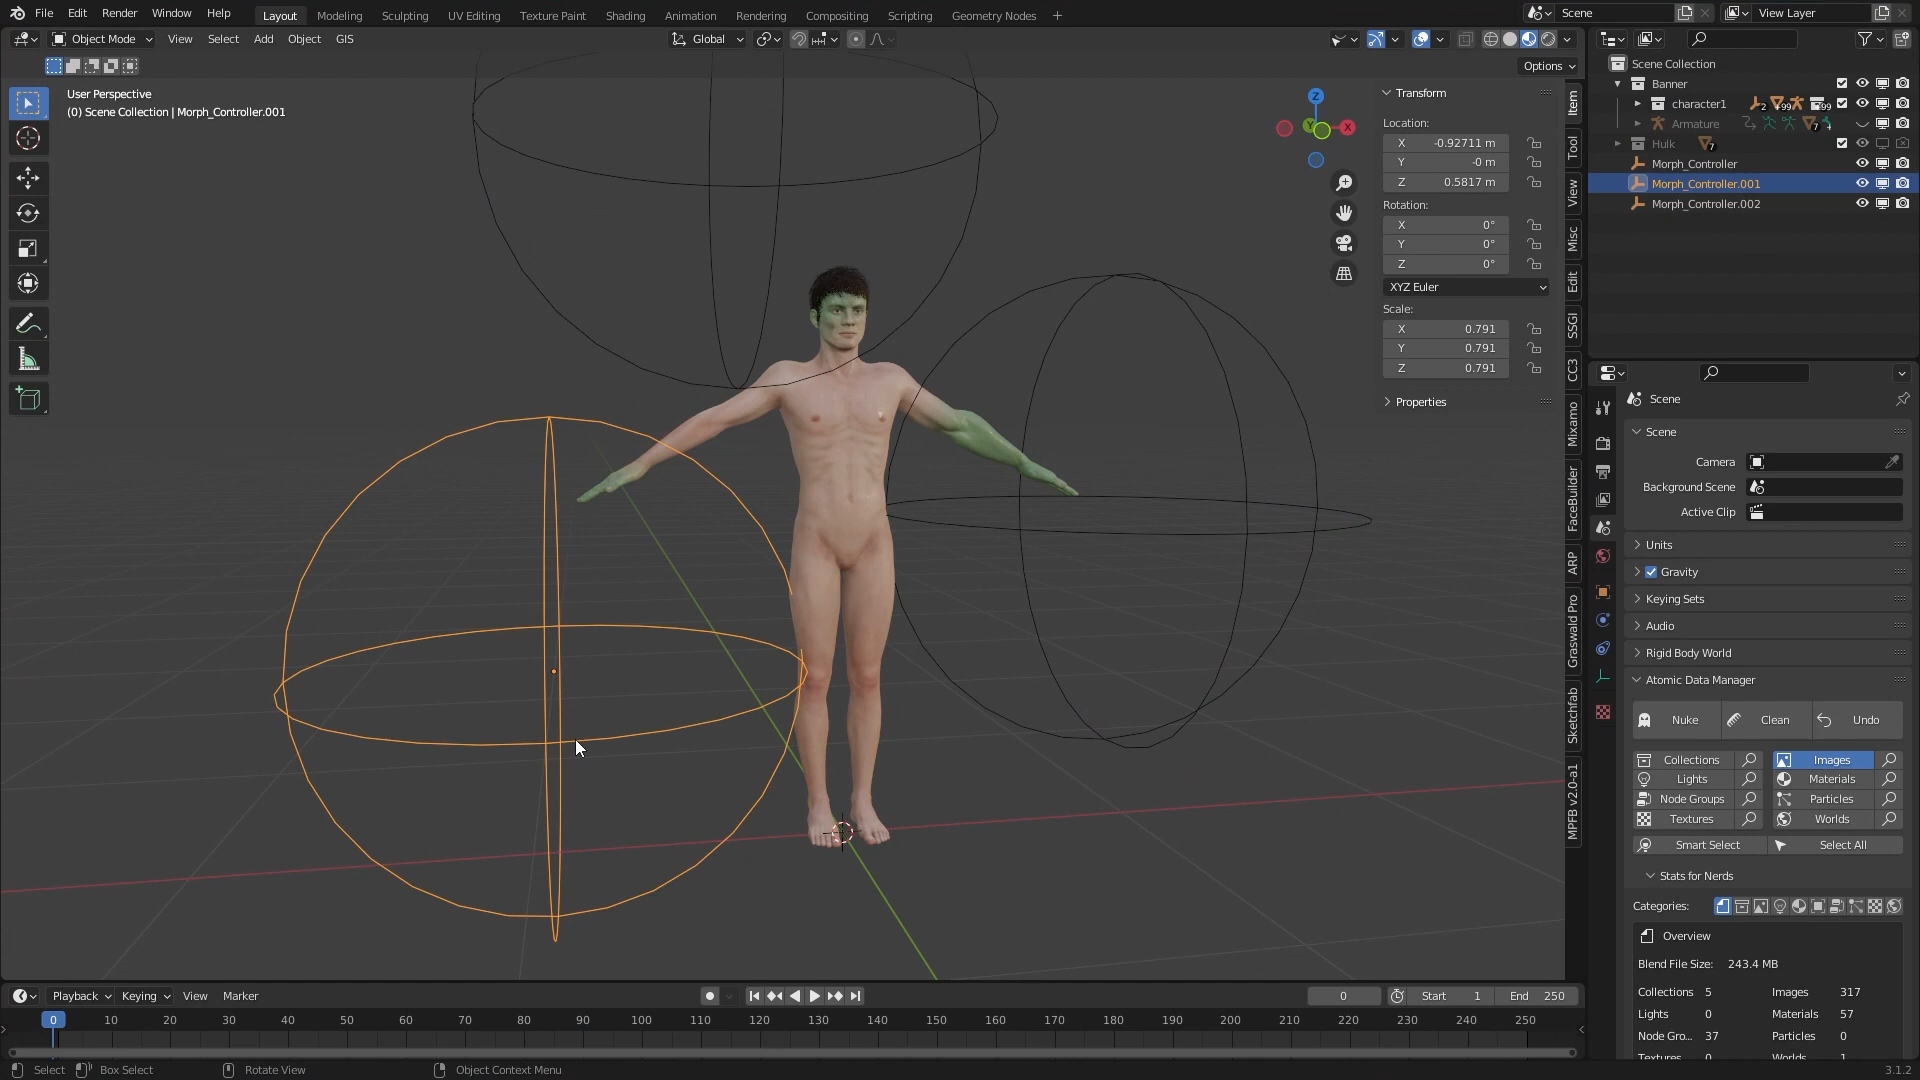 File Edit Render Window Help Layout Modeling Sculpting UV Editing Texture Paint Shading Animation Rendering Compositing Scripting Geometry Nodes + Scene View Layer
Object Mode View Select Add Object GIS Global
Options
User Perspective
(0) Scene Collection | Morph_Controller.001
Z
Y
X
Transform
Location:
X -0.92711 m
Y -0 m
Z 0.5817 m
Rotation:
X 0°
Y 0°
Z 0°
XYZ Euler
Scale:
X 0.791
Y 0.791
Z 0.791
Properties
Item
Tool
View
Misc
Edit
SSGI
CC3
Mixamo
FaceBuilder
ARP
Graswald Pro
Sketchfab
MPFB v2.0-a1
Scene Collection
Banner
character1 2 +99 99
Armature 7
Hulk 7
Morph_Controller
Morph_Controller.001
Morph_Controller.002
Scene
Scene
Camera
Background Scene
Active Clip
Units
Gravity
Keying Sets
Audio
Rigid Body World
Atomic Data Manager
Nuke Clean Undo
Collections Images
Lights Materials
Node Groups Particles
Textures Worlds
Smart Select Select All
Stats for Nerds
Categories:
Overview
Blend File Size: 243.4 MB
Collections 5 Images 317
Lights 0 Materials 57
Node Gro... 37 Particles 0
Textures 0 Worlds 1
Playback Keying View Marker 0 Start 1 End 250
0 10 20 30 40 50 60 70 80 90 100 110 120 130 140 150 160 170 180 190 200 210 220 230 240 250
Select Box Select Rotate View Object Context Menu 3.1.2